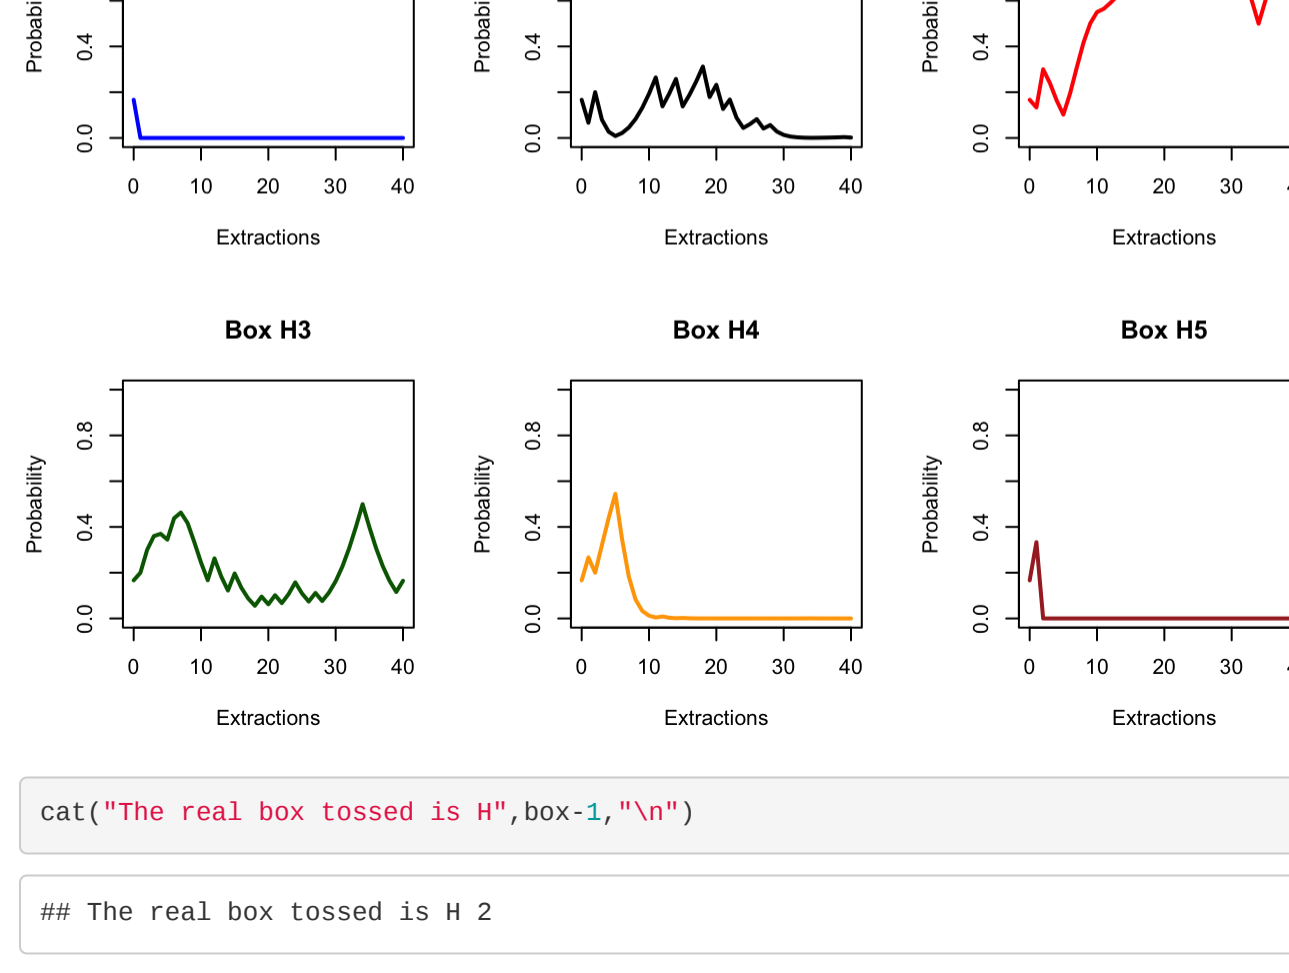 Probabi
0.4
0.0
0 10 20 30 40
Extractions
Probabi
0.4
0.0
0 10 20 30 40
Extractions
Probabi
0.4
0.0
0 10 20 30
Extractions
Box H3
Probability
0.8
0.4
0.0
0 10 20 30 40
Extractions
Box H4
Probability
0.8
0.4
0.0
0 10 20 30 40
Extractions
Box H5
Probability
0.8
0.4
0.0
0 10 20 30
Extractions
cat("The real box tossed is H",box-1,"\n")
## The real box tossed is H 2